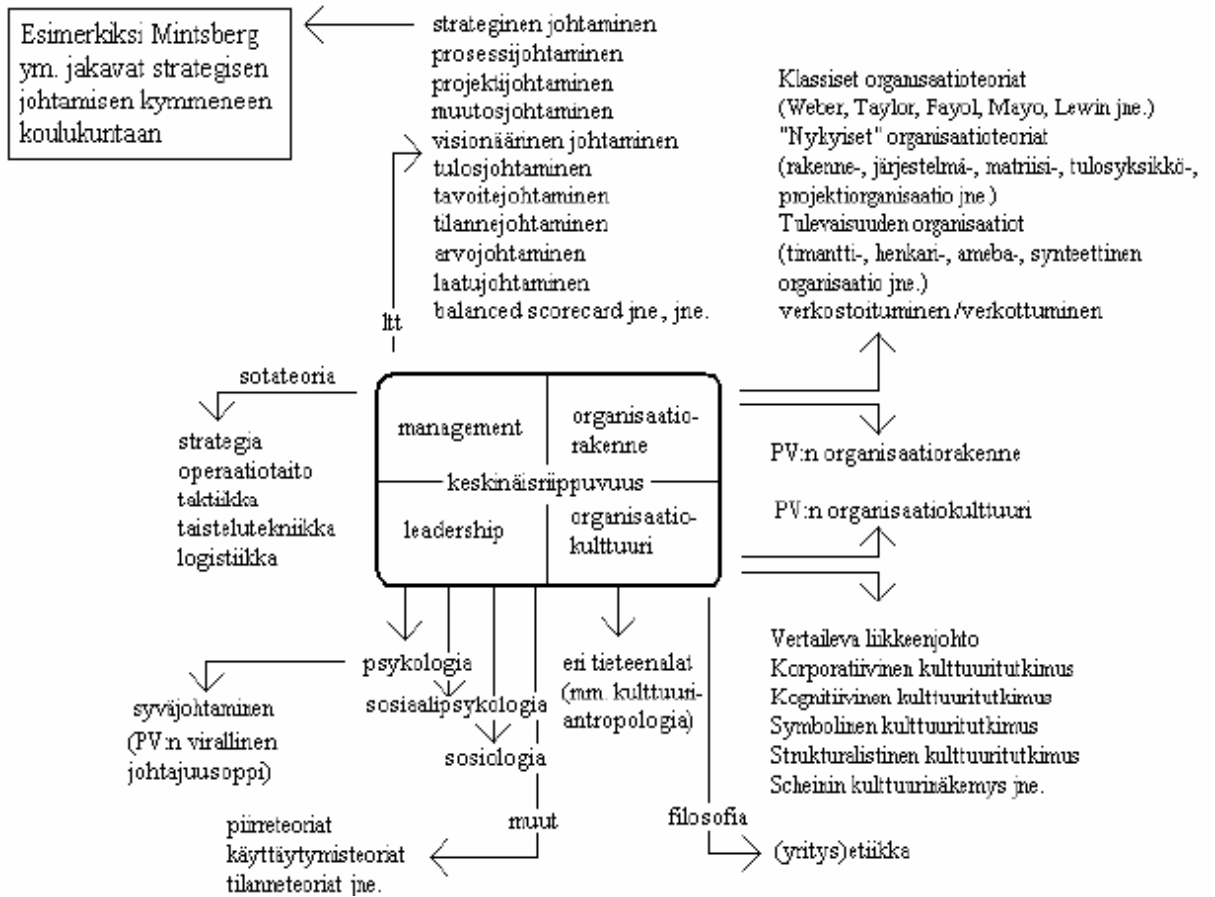 Esimerkiksi Mintsberg
ym. jakavat strategisen
johtamisen kymmeneen
koulukuntaan
strateginen johtaminen
prosessijohtaminen
projektijohtaminen
muutosjohtaminen
visionäärinen johtaminen
tulosjohtaminen
tavoitejohtaminen
tilannejohtaminen
arvojohtaminen
laatujohtaminen
balanced scorecard jne., jne.
Klassiset organisaatioteoriat
(Weber, Taylor, Fayol, Mayo, Lewin jne.)
"Nykyiset" organisaatioteoriat
(rakenne-, järjestelmä-, matriisi-, tulosyksikkö-,
projektiorganisaatio jne.)
Tulevaisuuden organisaatiot
(timantti-, henkari-, ameba-, synteettinen
organisaatio jne.)
verkostoituminen/verkottuminen
ltt
sotateoria
strategia
operaatiotaito
taktiikka
taistelutekniikka
logistiikka
management
organisaatio-
rakenne
keskinäisriippuvuus
leadership
organisaatio-
kulttuuri
PV:n organisaatiorakenne
PV:n organisaatiokulttuuri
Vertaileva liikkeenjohto
Korporatiivinen kulttuuritutkimus
Kognitiivinen kulttuuritutkimus
Symbolinen kulttuuritutkimus
Strukturalistinen kulttuuritutkimus
Scheinin kulttuurinäkemys jne.
psykologia
sosiaalipsykologia
sosiologia
syväjohtaminen
(PV:n virallinen
johtajuusoppi)
eri tieteenalat
(mm. kulttuuri-
antropologia)
muut
piirreteoriat
käyttäytymisteoriat
tilanneteoriat jne.
filosofia
(yritys)etiikka